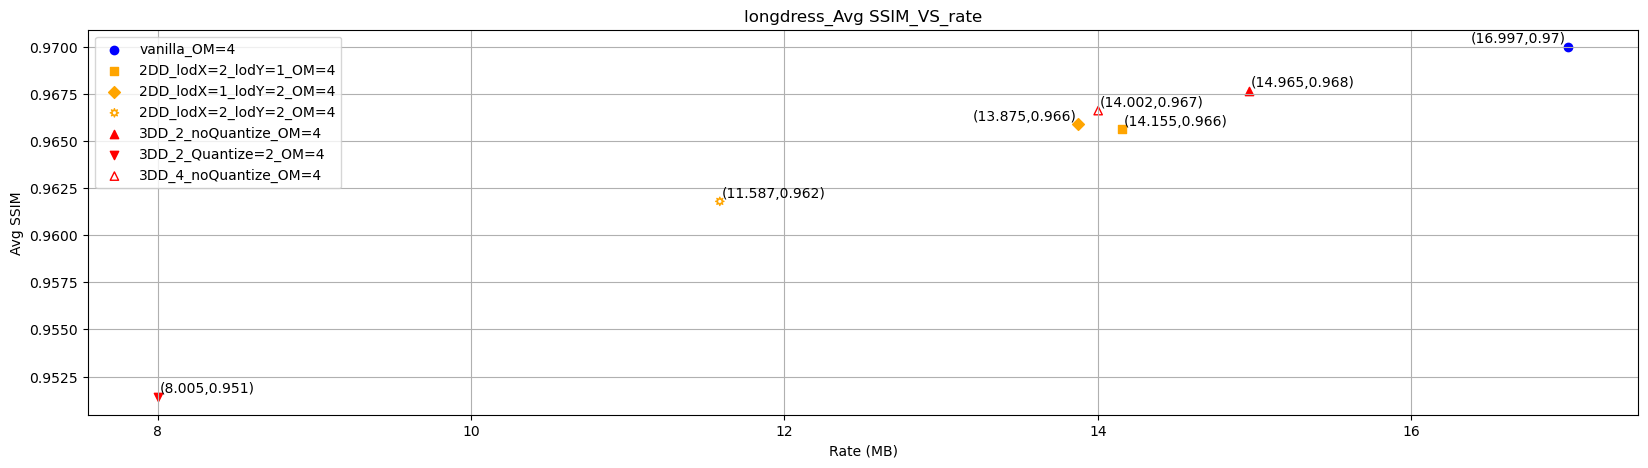 longdress_Avg SSIM_VS_rate
vanilla_OM=4
2DD_lodX=2_lodY=1_OM=4
2DD_lodX=1_lodY=2_OM=4
2DD_lodX=2_lodY=2_OM=4
3DD_2_noQuantize_OM=4
3DD_2_Quantize=2_OM=4
3DD_4_noQuantize_OM=4
(16.997,0.97)
(14.965,0.968)
(14.002,0.967)
(13.875,0.966)
(14.155,0.966)
(11.587,0.962)
(8.005,0.951)
0.9700
0.9675
0.9650
0.9625
0.9600
0.9575
0.9550
0.9525
Avg SSIM
8 10 12 14 16
Rate (MB)